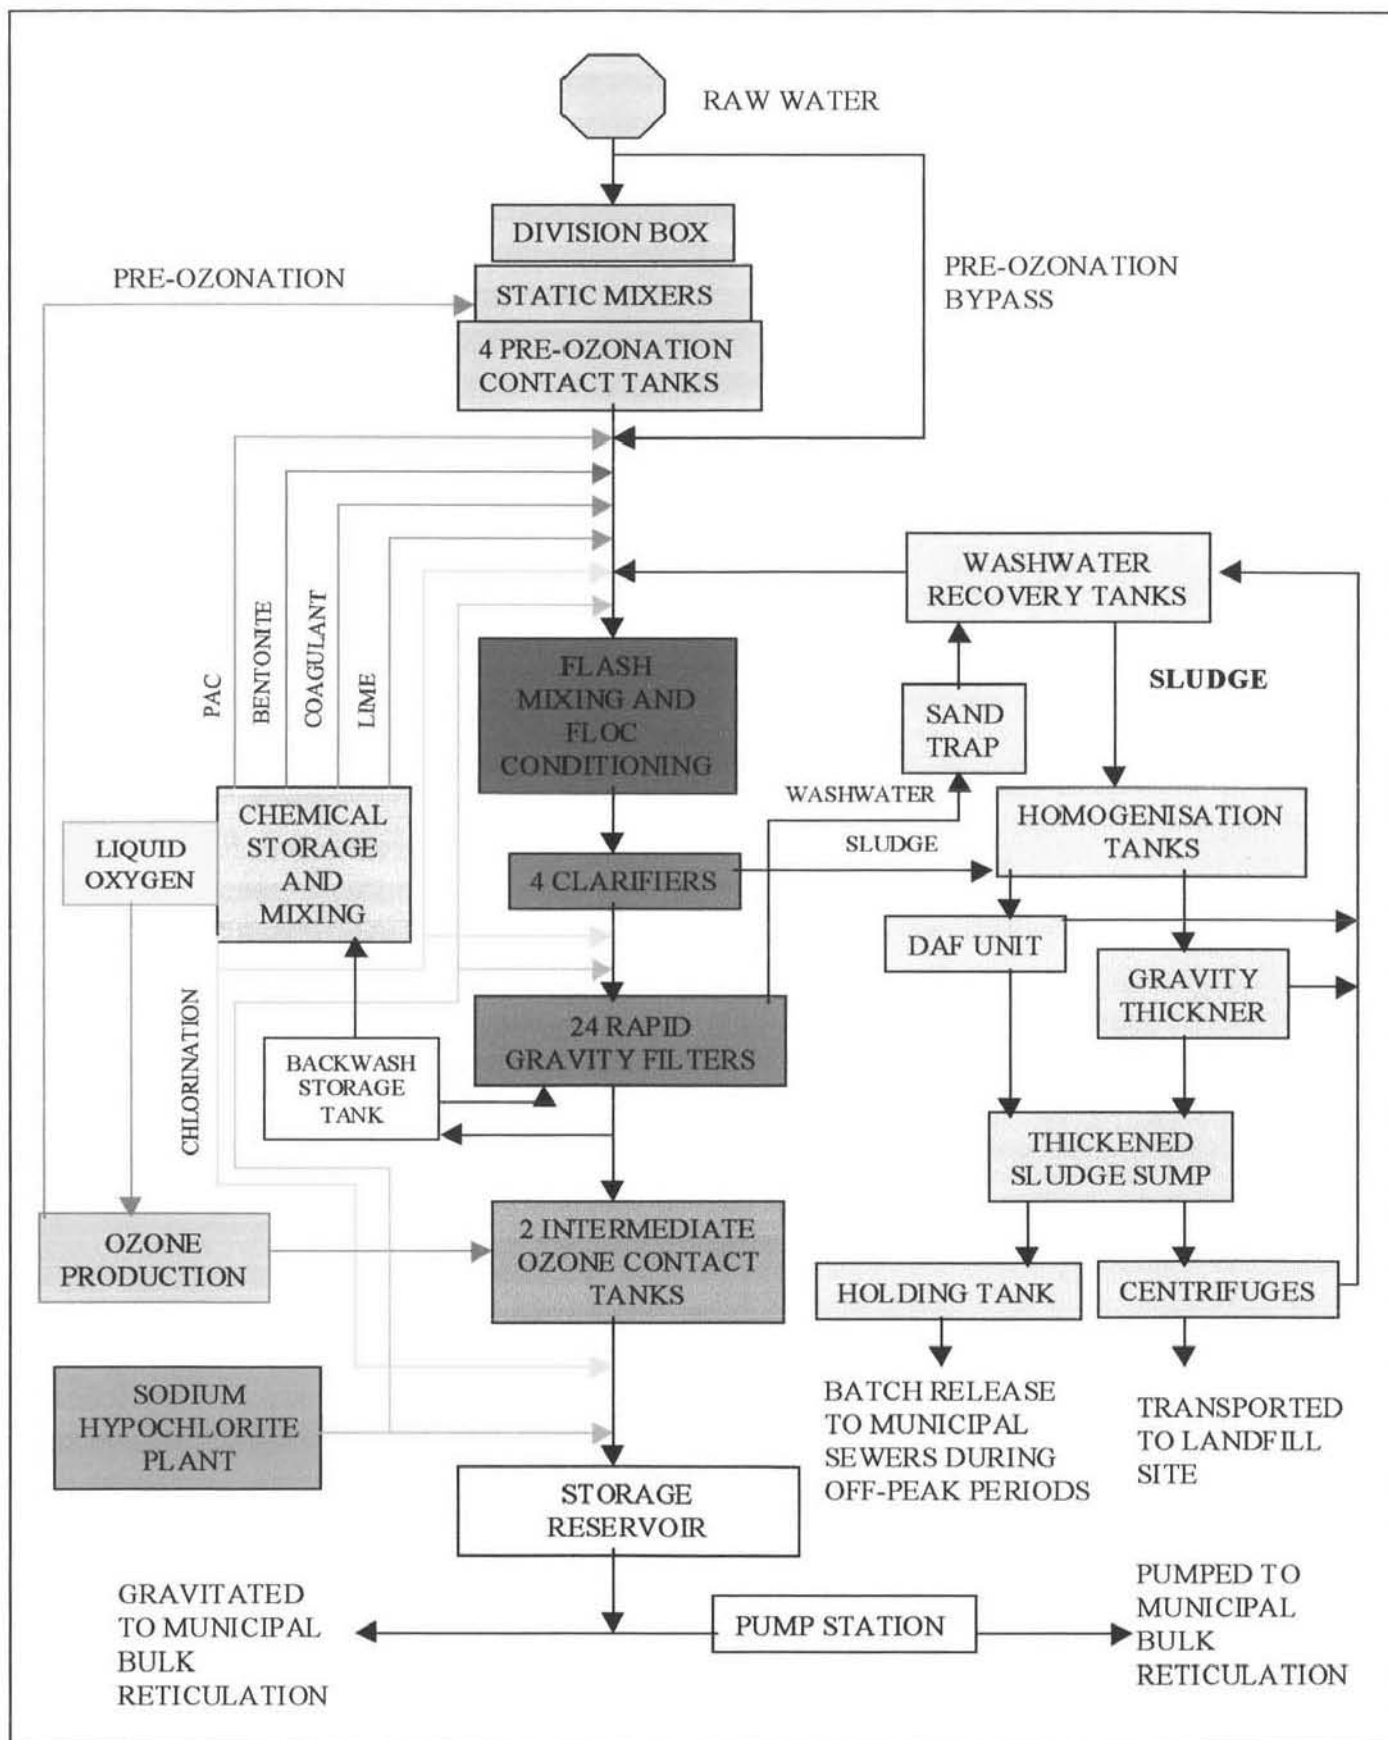 RAW WATER
DIVISION BOX
PRE-OZONATION
STATIC MIXERS
PRE-OZONATION
BYPASS
4 PRE-OZONATION
CONTACT TANKS
PAC
BENTONITE
COAGULANT
LIME
WASHWATER
RECOVERY TANKS
FLASH
MIXING AND
FLOC
CONDITIONING
SLUDGE
SAND
TRAP
WASHWATER
SLUDGE
HOMOGENISATION
TANKS
CHEMICAL
STORAGE
AND
MIXING
LIQUID
OXYGEN
4 CLARIFIERS
DAF UNIT
GRAVITY
THICKNER
24 RAPID
GRAVITY FILTERS
CHLORINATION
BACKWASH
STORAGE
TANK
THICKENED
SLUDGE SUMP
OZONE
PRODUCTION
2 INTERMEDIATE
OZONE CONTACT
TANKS
HOLDING TANK
CENTRIFUGES
SODIUM
HYPOCHLORITE
PLANT
BATCH RELEASE
TO MUNICIPAL
SEWERS DURING
OFF-PEAK PERIODS
TRANSPORTED
TO LANDFILL
SITE
STORAGE
RESERVOIR
GRAVITATED
TO MUNICIPAL
BULK
RETICULATION
PUMP STATION
PUMPED TO
MUNICIPAL
BULK
RETICULATION